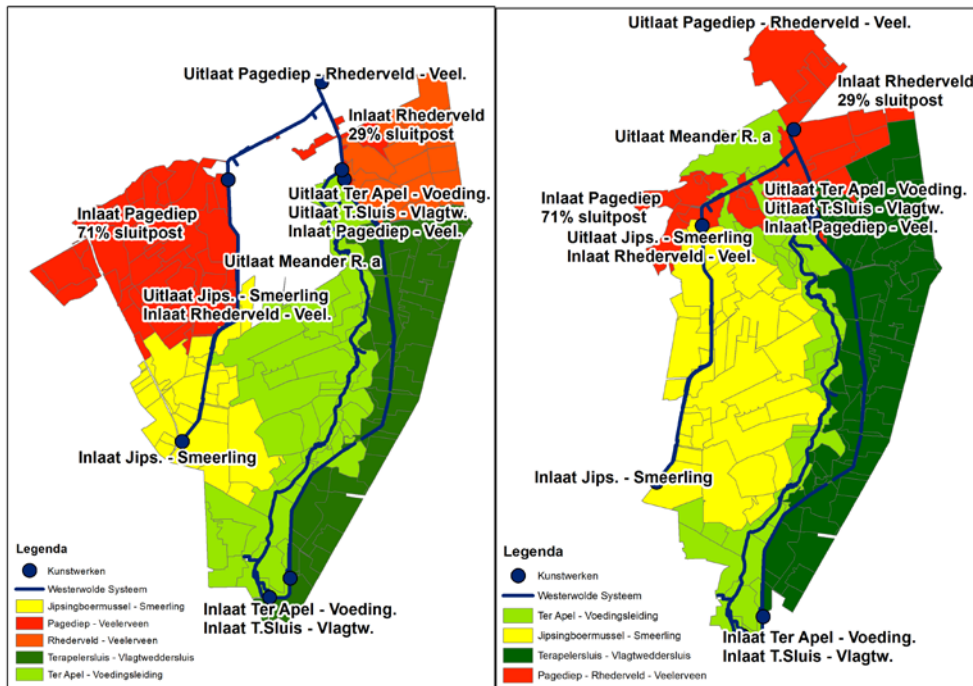 Uitlaat Pagediep - Rhederveld - Veel.
Inlaat Rhederveld
29% sluitpost
Inlaat Pagediep
71% sluitpost
Uitlaat Ter Apel - Voeding.
Uitlaat T.Sluis - Vlagtw.
Inlaat Pagediep - Veel.
Uitlaat Meander R. a
Uitlaat Jips. - Smeerling
Inlaat Rhederveld - Veel.
Inlaat Jips. - Smeerling
Legenda
Kunstwerken
Westerwolde Systeem
Jipsingboermussel - Smeerling
Pagediep - Veelerveen
Rhederveld - Veelerveen
Terapelersluis - Vlagtweddersluis
Ter Apel - Voedingsleiding
Inlaat Ter Apel - Voeding.
Inlaat T.Sluis - Vlagtw.
Uitlaat Pagediep - Rhederveld - Veel.
Inlaat Rhederveld
29% sluitpost
Uitlaat Meander R. a
Inlaat Pagediep
71% sluitpost
Uitlaat Ter Apel - Voeding.
Uitlaat T.Sluis - Vlagtw.
Inlaat Pagediep - Veel.
Uitlaat Jips. - Smeerling
Inlaat Rhederveld - Veel.
Inlaat Jips. - Smeerling
Legenda
Kunstwerken
Westerwolde Systeem
Ter Apel - Voedingsleiding
Jipsingboermussel - Smeerling
Terapelersluis - Vlagtweddersluis
Pagediep - Rhederveld - Veelerveen
Inlaat Ter Apel - Voeding.
Inlaat T.Sluis - Vlagtw.